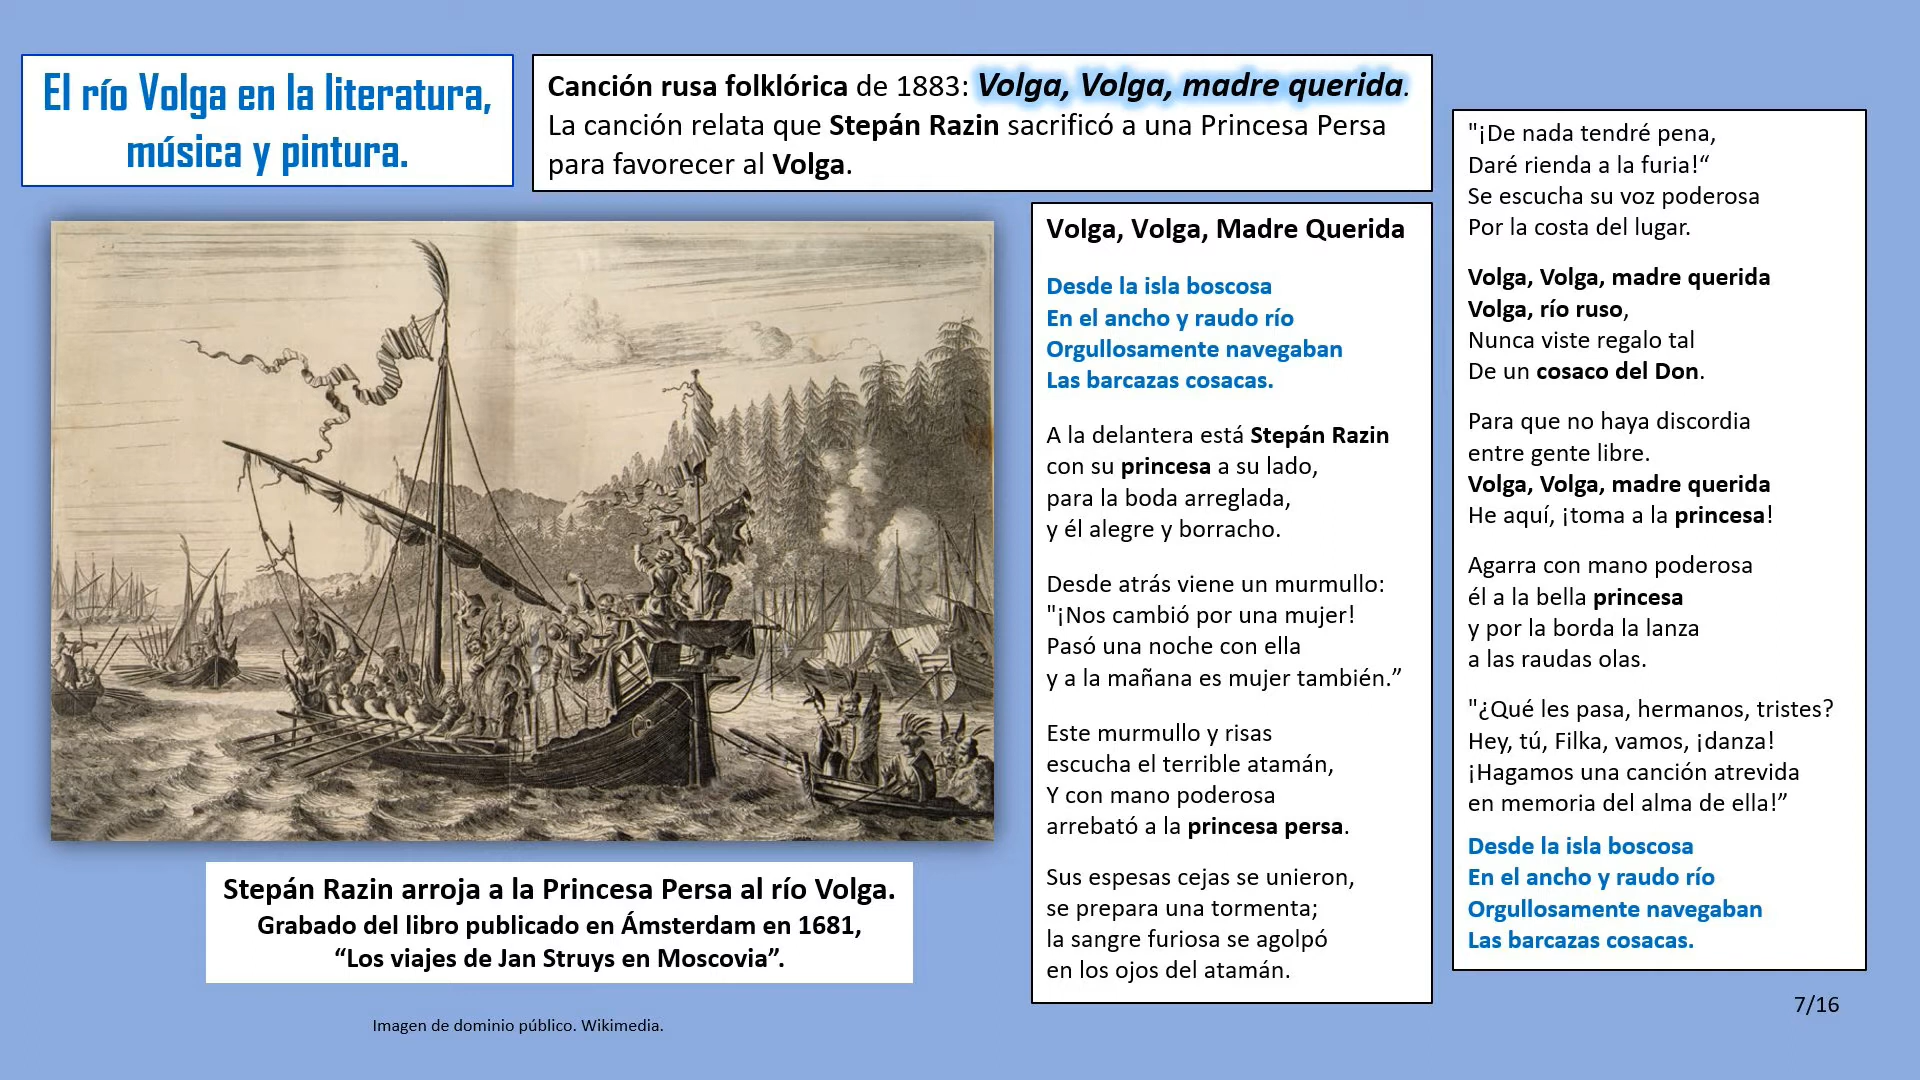 El río Volga en la literatura,
música y pintura.
Canción rusa folklórica de 1883: Volga, Volga, madre querida.
La canción relata que Stepán Razin sacrificó a una Princesa Persa
para favorecer al Volga.
Volga, Volga, Madre Querida
Desde la isla boscosa
En el ancho y raudo río
Orgullosamente navegaban
Las barcazas cosacas.
A la delantera está Stepán Razin
con su princesa a su lado,
para la boda arreglada,
y él alegre y borracho.
Desde atrás viene un murmullo:
"¡Nos cambió por una mujer!
Pasó una noche con ella
y a la mañana es mujer también.”
Este murmullo y risas
escucha el terrible atamán,
Y con mano poderosa
arrebató a la princesa persa.
Sus espesas cejas se unieron,
se prepara una tormenta;
la sangre furiosa se agolpó
en los ojos del atamán.
"¡De nada tendré pena,
Daré rienda a la furia!“
Se escucha su voz poderosa
Por la costa del lugar.
Volga, Volga, madre querida
Volga, río ruso,
Nunca viste regalo tal
De un cosaco del Don.
Para que no haya discordia
entre gente libre.
Volga, Volga, madre querida
He aquí, ¡toma a la princesa!
Agarra con mano poderosa
él a la bella princesa
y por la borda la lanza
a las raudas olas.
"¿Qué les pasa, hermanos, tristes?
Hey, tú, Filka, vamos, ¡danza!
¡Hagamos una canción atrevida
en memoria del alma de ella!”
Desde la isla boscosa
En el ancho y raudo río
Orgullosamente navegaban
Las barcazas cosacas.
Stepán Razin arroja a la Princesa Persa al río Volga.
Grabado del libro publicado en Ámsterdam en 1681,
“Los viajes de Jan Struys en Moscovia”.
Imagen de dominio público. Wikimedia.
7/16